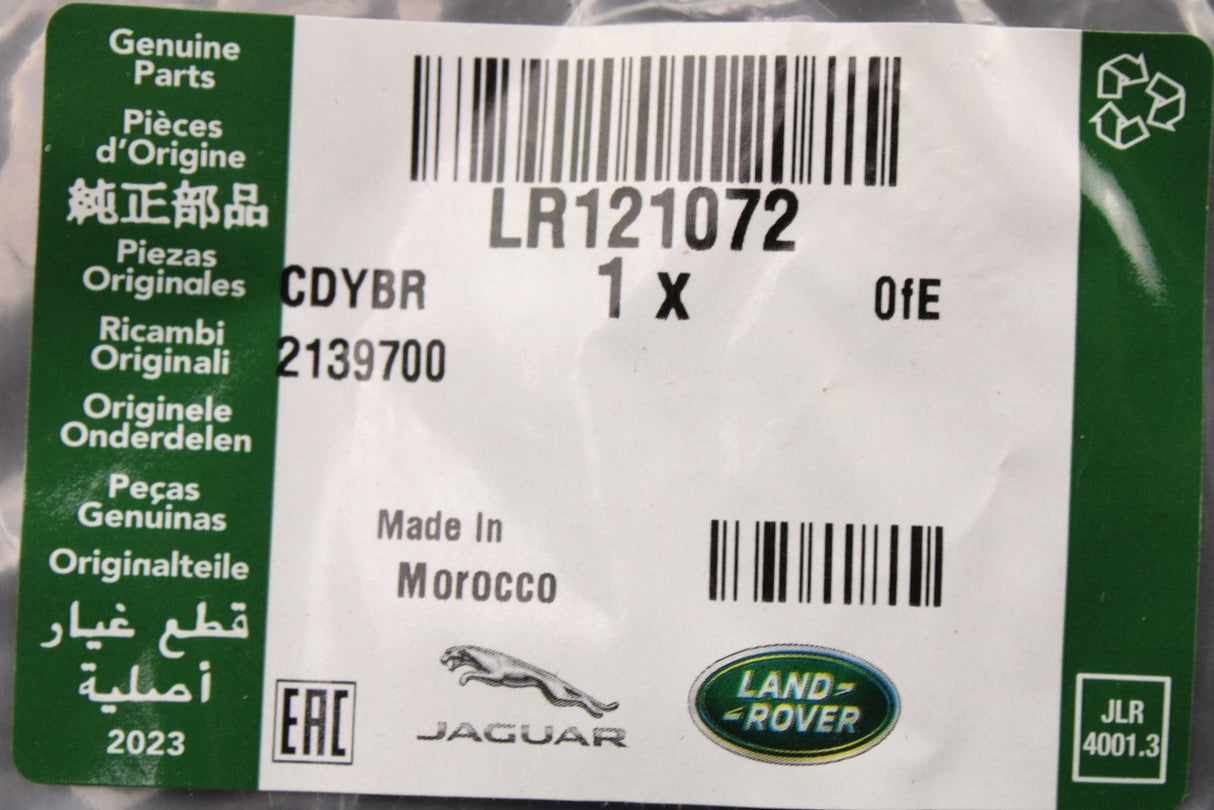 Genuine
Parts
Pièces
d'Origine
純正部品
Piezas
Originales
Ricambi
Originali
Originele
Onderdelen
Peças
Genuinas
Originalteile
قطع غيار
أصلية
2023
LR121072
CDYBR 1 x OfE
2139700
Made In
Morocco
EAC
JAGUAR
LAND-
-ROVER
JLR
4001.3